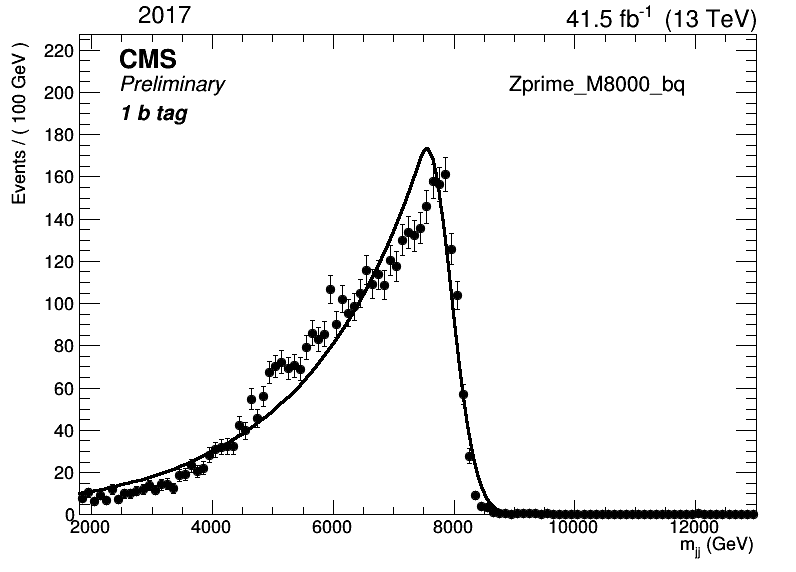 2017
41.5 fb⁻¹ (13 TeV)
CMS
Preliminary
1 b tag
Zprime_M8000_bq
Events / ( 100 GeV )
220
200
180
160
140
120
100
80
60
40
20
0
2000 4000 6000 8000 10000 12000
m_jj (GeV)